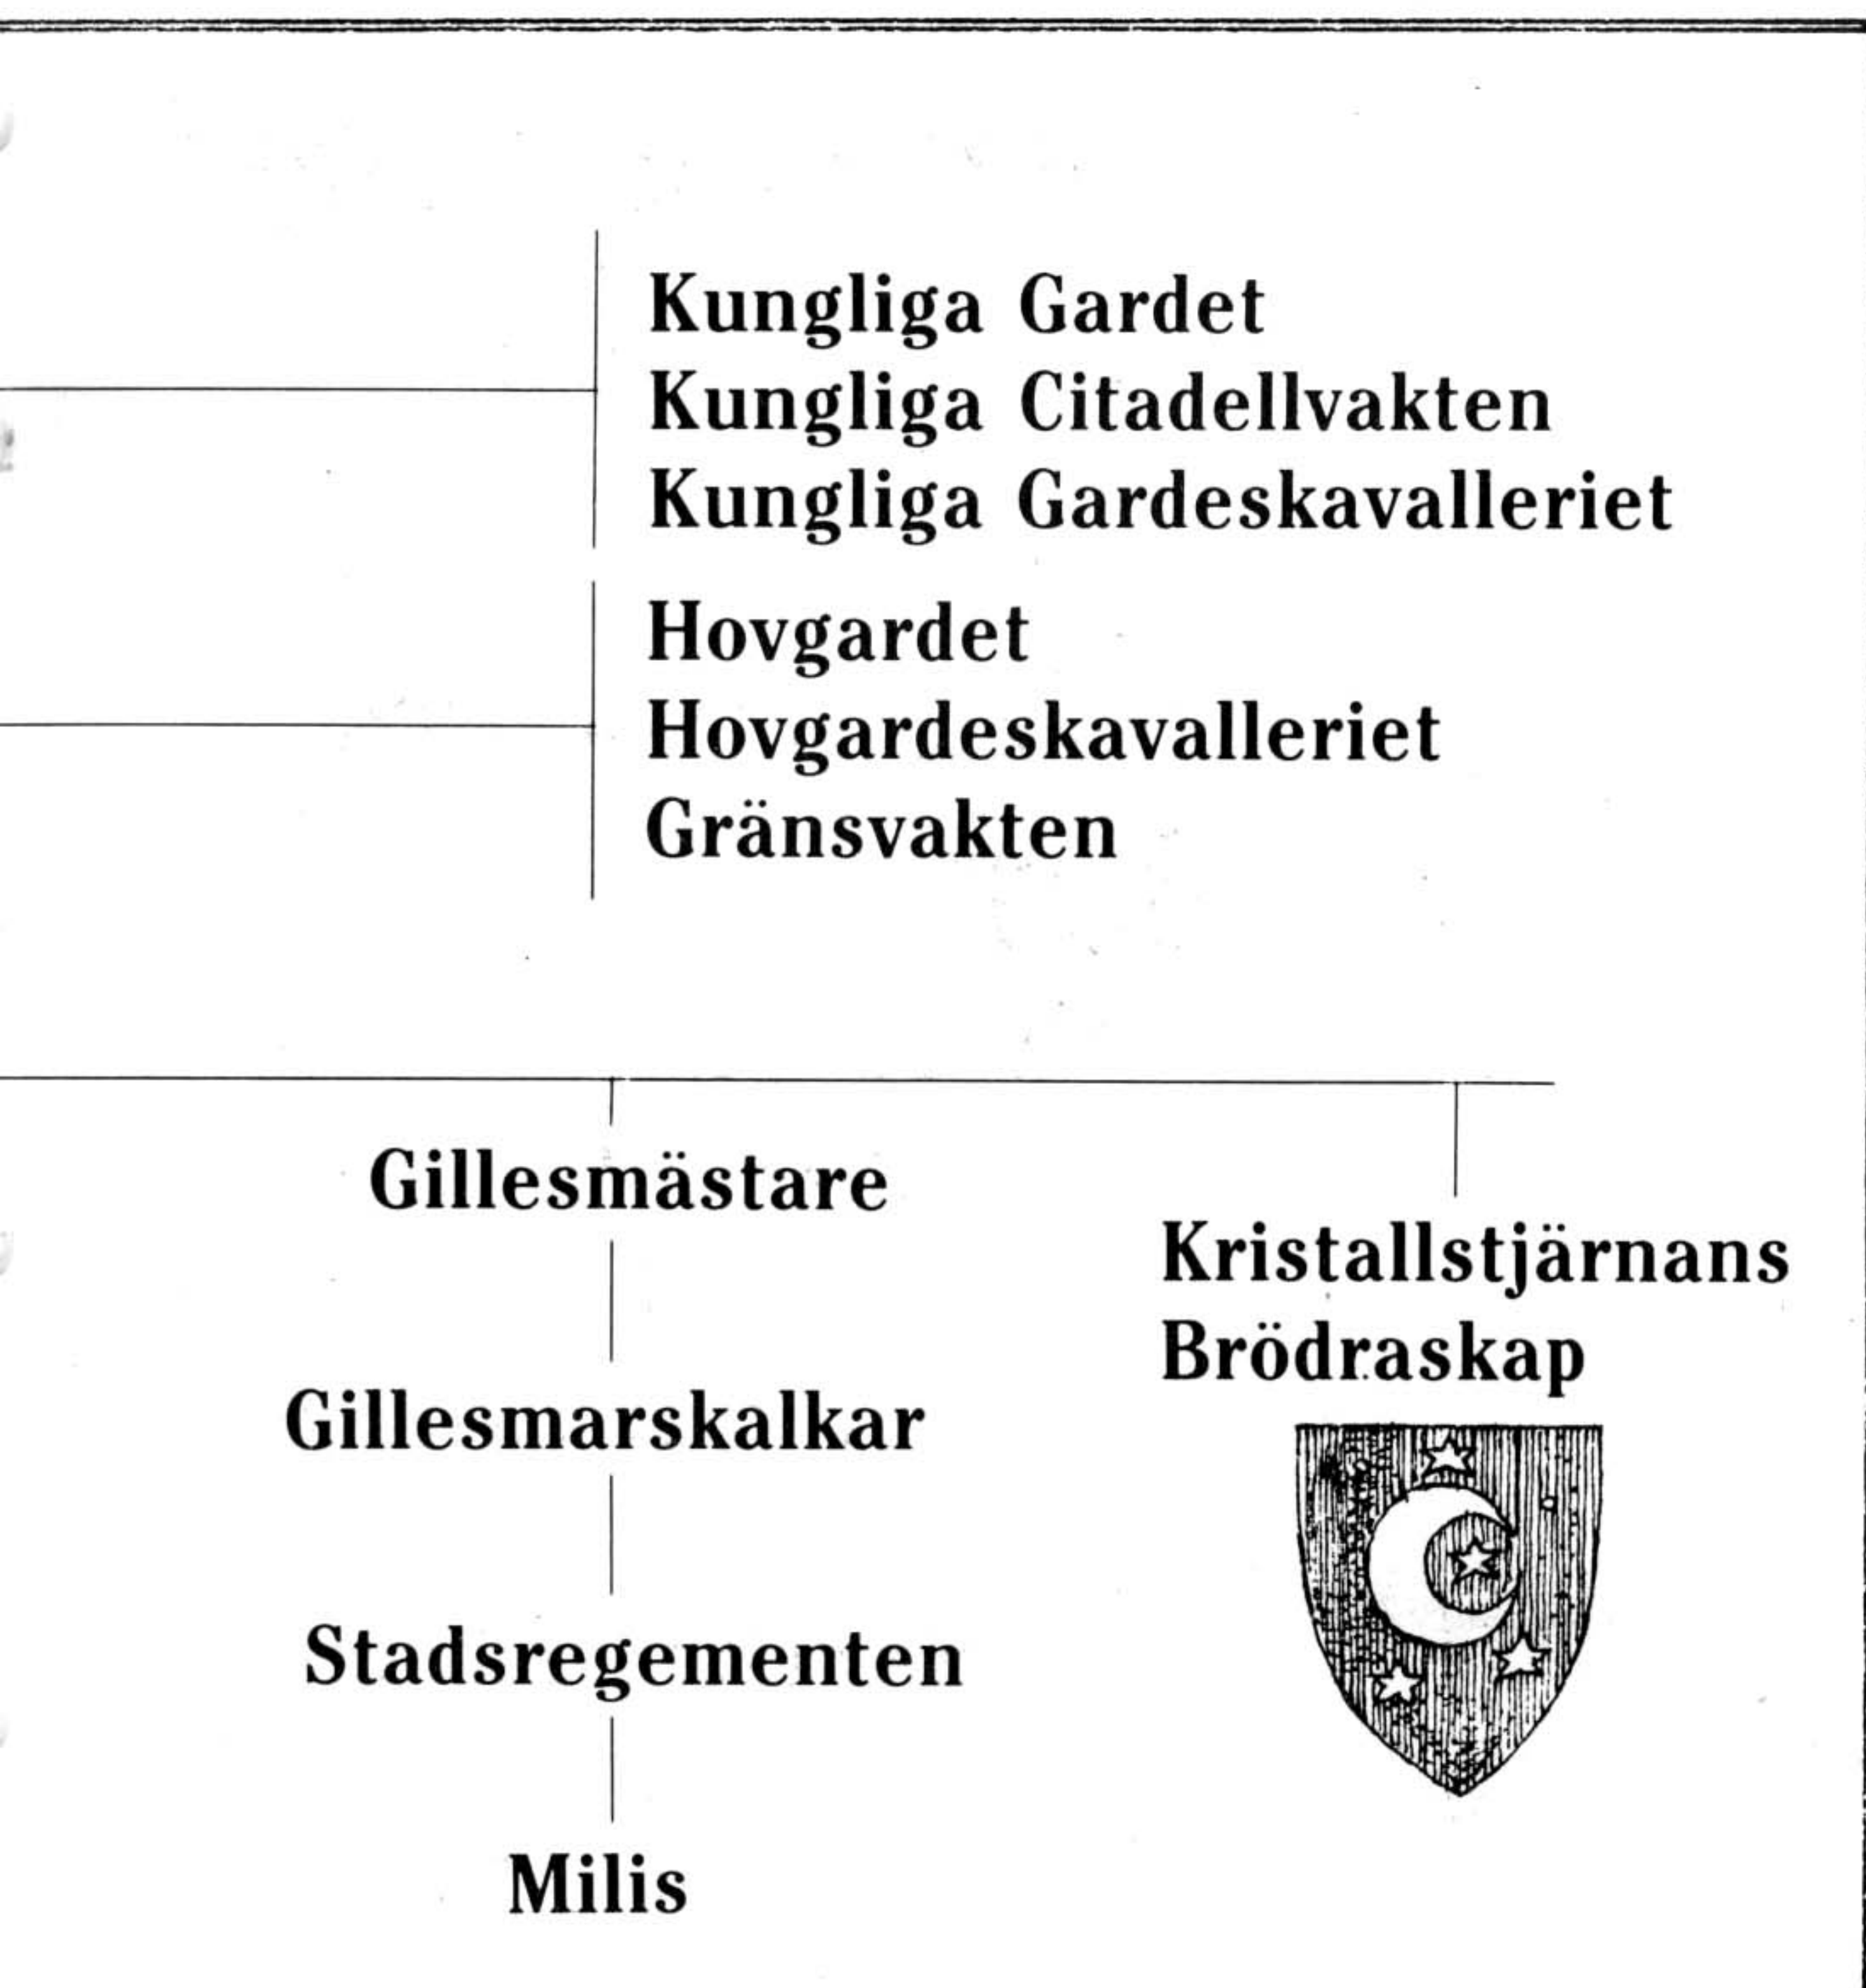 Kungliga Gardet
Kungliga Citadellvakten
Kungliga Gardeskavalleriet
Hovgardet
Hovgardeskavalleriet
Gränsvakten
Gillesmästare
Gillesmarskalkar
Stadsregementen
Milis
Kristallstjärnans
Brödraskap